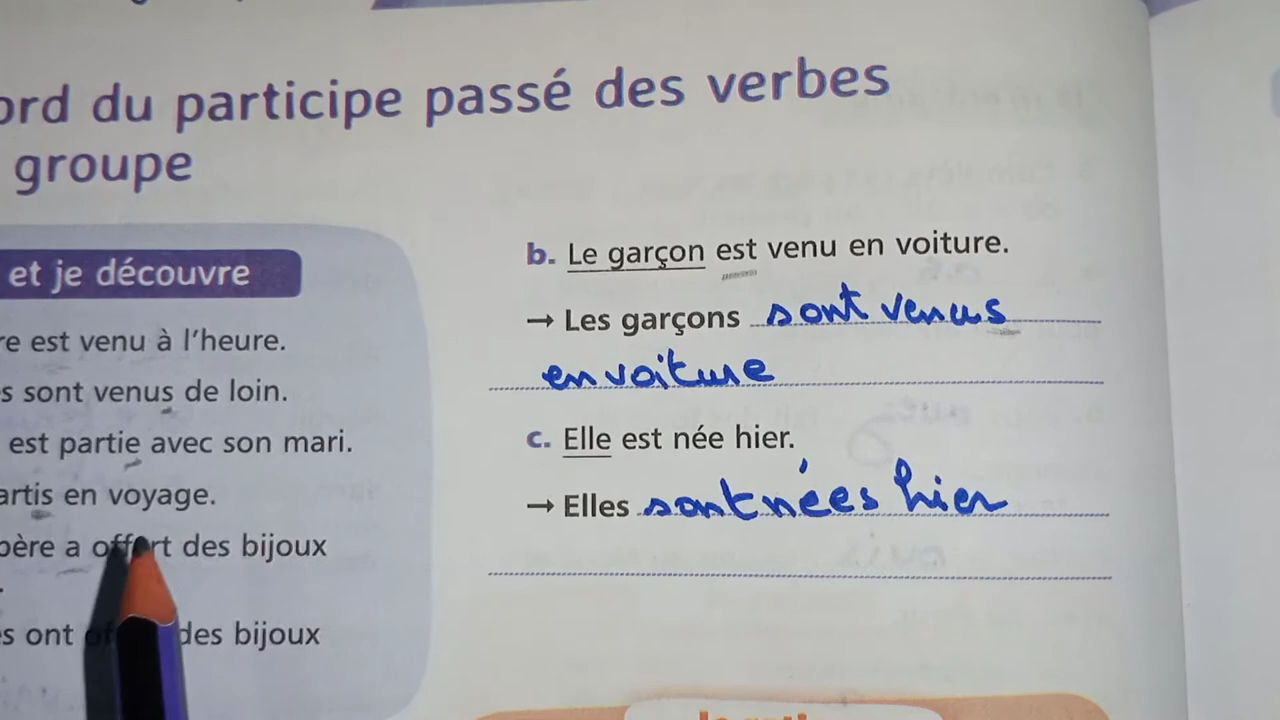 ord du participe passé des verbes
groupe
et je découvre
re est venu à l'heure.
s sont venus de loin.
est partie avec son mari.
artis en voyage.
père a offert des bijoux
s ont des bijoux
b. Le garçon est venu en voiture.
→ Les garçons sont venus
en voiture
c. Elle est née hier.
→ Elles sont nées hier